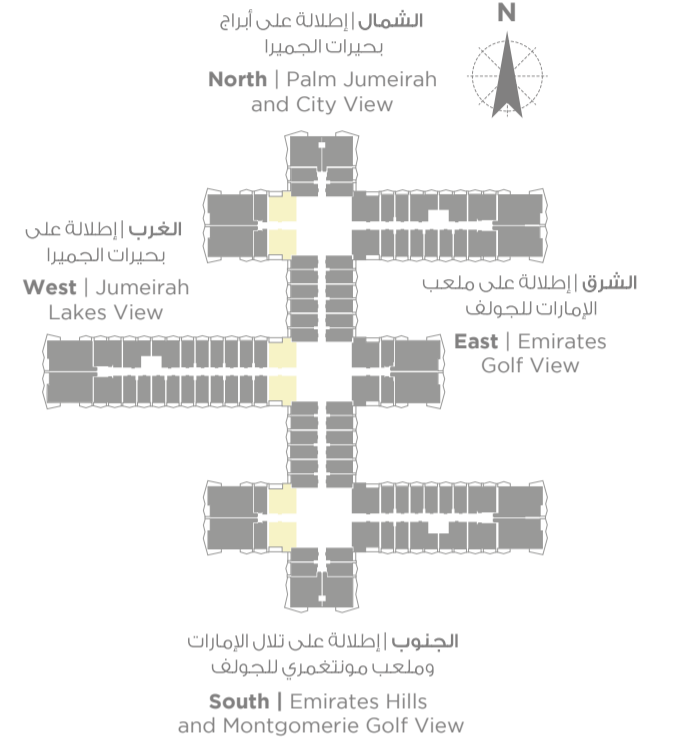 الشمال | إطلالة على أبراج
بحيرات الجميرا
North | Palm Jumeirah
and City View
N
الغرب | إطلالة على
بحيرات الجميرا
West | Jumeirah
Lakes View
الشرق | إطلالة على ملعب
الإمارات للجولف
East | Emirates
Golf View
الجنوب | إطلالة على تلال الإمارات
وملعب مونتغمري للجولف
South | Emirates Hills
and Montgomerie Golf View